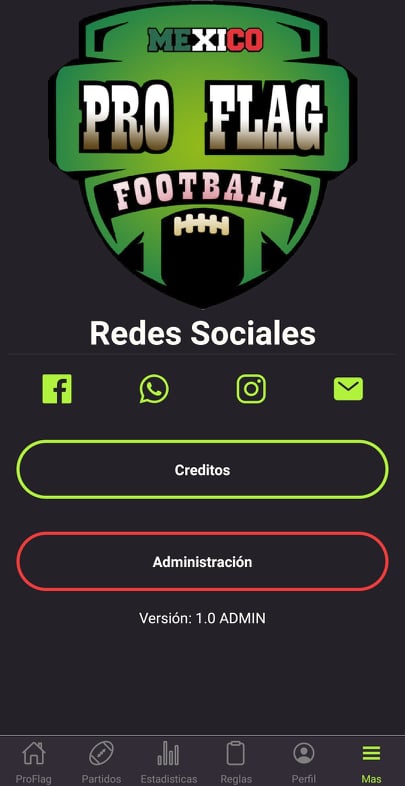 MEXICO
PRO FLAG
FOOTBALL
Redes Sociales
Creditos
Administración
Versión: 1.0 ADMIN
ProFlag Partidos Estadisticas Reglas Perfil Mas